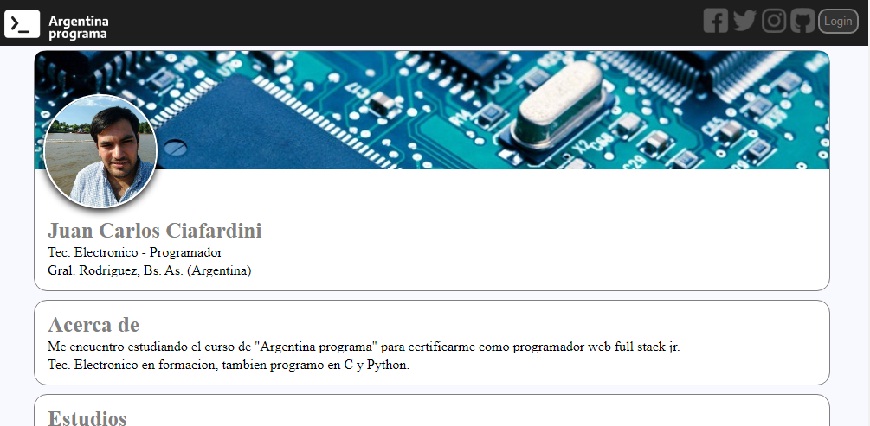 Argentina
programa
Login
X2
Juan Carlos Ciafardini
Tec. Electronico - Programador
Gral. Rodriguez, Bs. As. (Argentina)
Acerca de
Me encuentro estudiando el curso de "Argentina programa" para certificarme como programador web full stack jr.
Tec. Electronico en formacion, tambien programo en C y Python.
Estudios